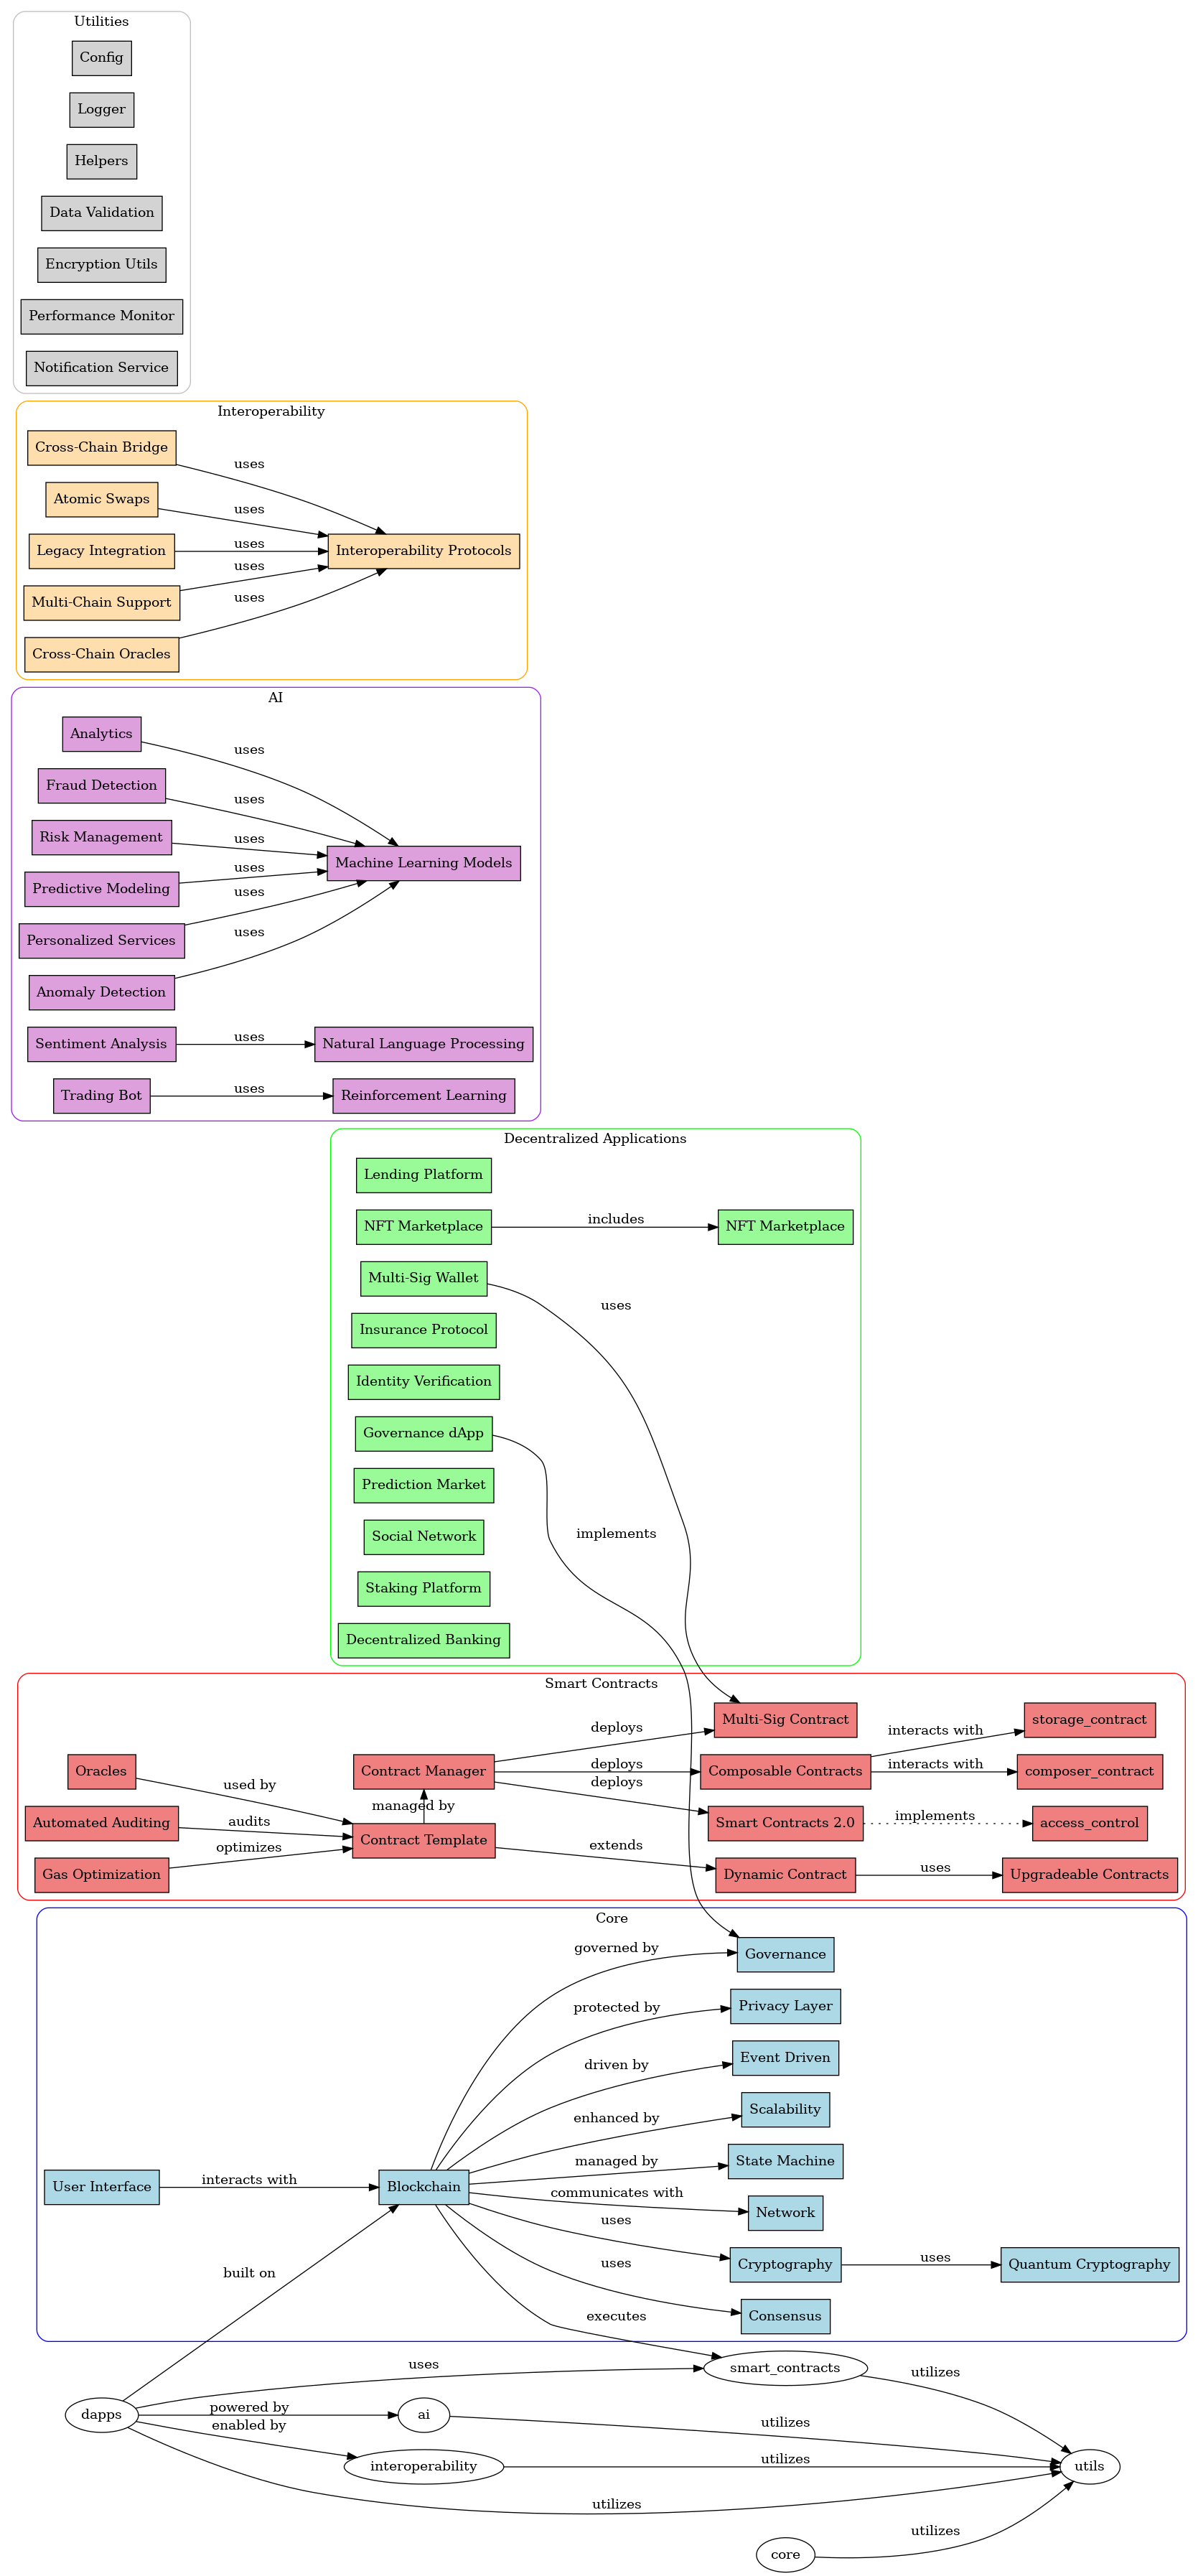 Utilities
Config
Logger
Helpers
Data Validation
Encryption Utils
Performance Monitor
Notification Service
Interoperability
Cross-Chain Bridge
uses
Atomic Swaps
uses
Legacy Integration
uses
Interoperability Protocols
Multi-Chain Support
uses
Cross-Chain Oracles
uses
AI
Analytics
uses
Fraud Detection
uses
Risk Management
uses
Machine Learning Models
Predictive Modeling
uses
Personalized Services
uses
Anomaly Detection
uses
Sentiment Analysis
uses
Natural Language Processing
Trading Bot
uses
Reinforcement Learning
Decentralized Applications
Lending Platform
NFT Marketplace
includes
NFT Marketplace
Multi-Sig Wallet
uses
Insurance Protocol
Identity Verification
Governance dApp
implements
Prediction Market
Social Network
Staking Platform
Decentralized Banking
Smart Contracts
Oracles
used by
Automated Auditing
audits
Gas Optimization
optimizes
Contract Manager
managed by
Contract Template
deploys
deploys
deploys
extends
Multi-Sig Contract
Composable Contracts
Smart Contracts 2.0
Dynamic Contract
interacts with
interacts with
implements
uses
storage_contract
composer_contract
access_control
Upgradeable Contracts
Core
User Interface
interacts with
Blockchain
governed by
Governance
protected by
Privacy Layer
driven by
Event Driven
enhanced by
Scalability
managed by
State Machine
communicates with
Network
uses
Cryptography
uses
Quantum Cryptography
uses
Consensus
executes
built on
dapps
uses
smart_contracts
utilizes
powered by
ai
utilizes
enabled by
interoperability
utilizes
utils
utilizes
core
utilizes